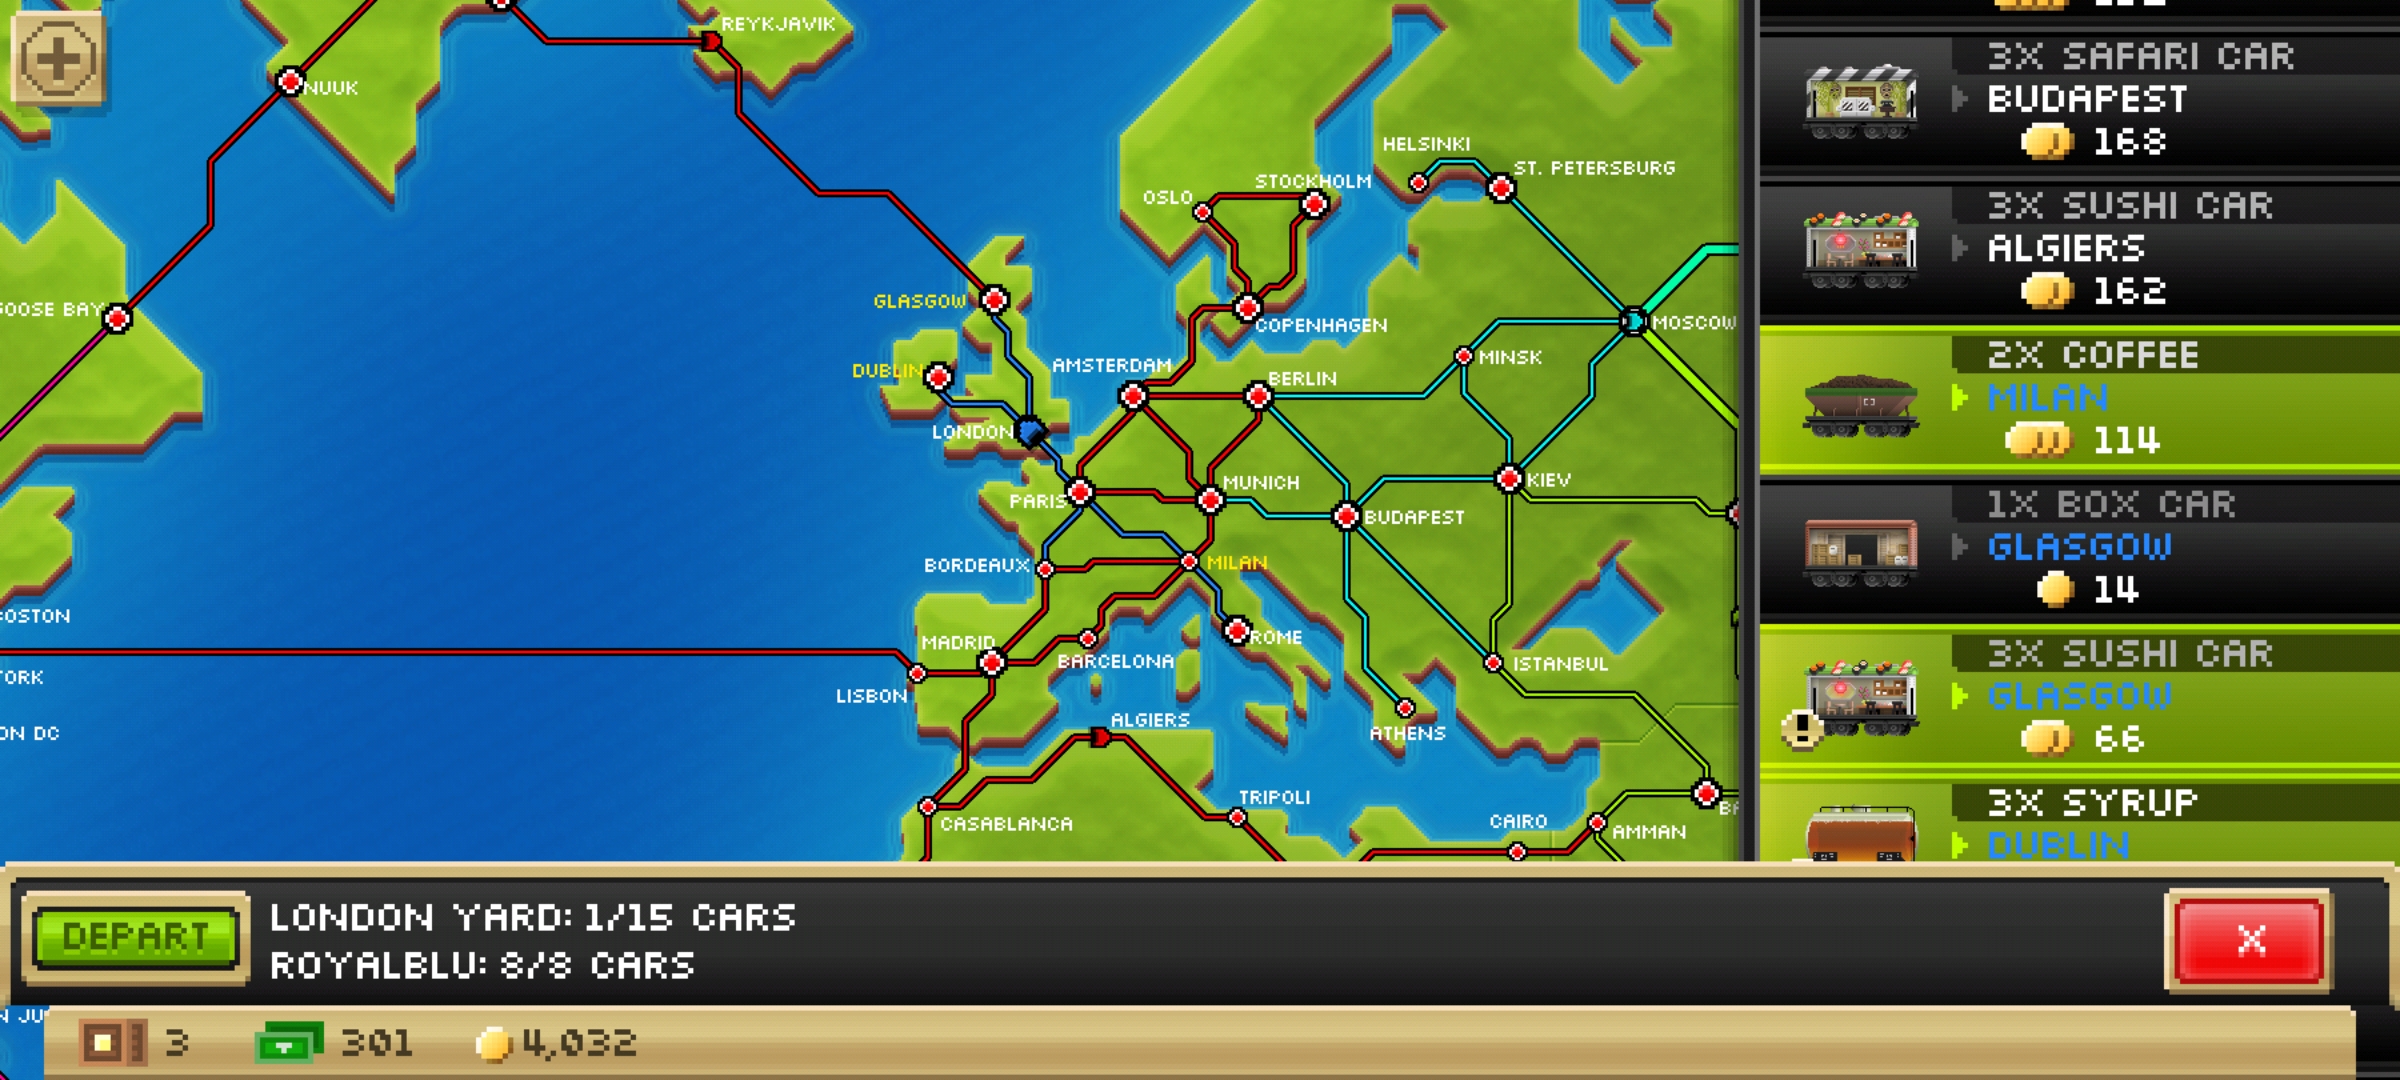 REYKJAVIK
NUUK
HELSINKI
ST. PETERSBURG
STOCKHOLM
OSLO
GLASGOW
OOSE BAY
COPENHAGEN
MOSCOW
MINSK
AMSTERDAM
DUBLIN
BERLIN
LONDON
MUNICH
KIEV
PARIS
BUDAPEST
BORDEAUX
MILAN
OSTON
MADRID
ROME
BARCELONA
ISTANBUL
ORK
LISBON
ALGIERS
ON DC
ATHENS
TRIPOLI
CASABLANCA
CAIRO
AMMAN
BA
3X SAFARI CAR
BUDAPEST
168
3X SUSHI CAR
ALGIERS
162
2X COFFEE
MILAN
114
1X BOX CAR
GLASGOW
14
3X SUSHI CAR
GLASGOW
66
3X SYRUP
DUBLIN
DEPART
LONDON YARD: 1/15 CARS
ROYALBLU: 8/8 CARS
X
N JU
3
301
4,032